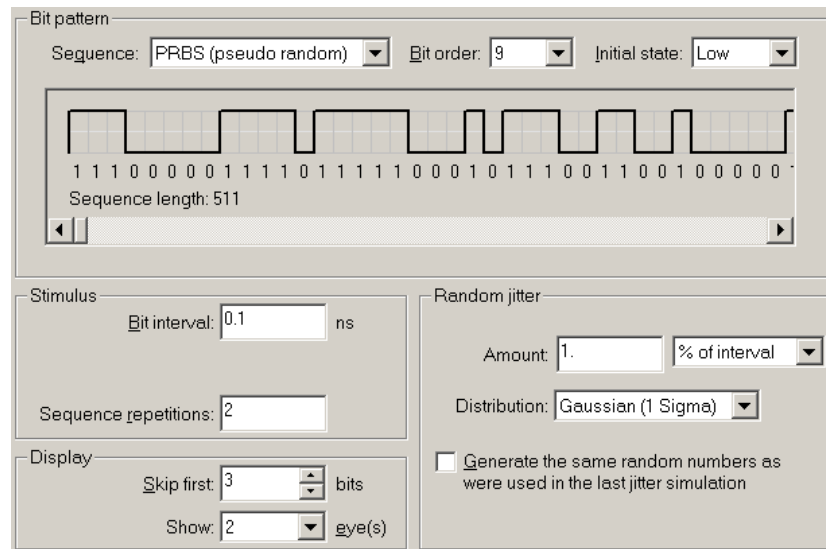 Bit pattern
Sequence: PRBS (pseudo random) Bit order: 9 Initial state: Low
1 1 1 0 0 0 0 0 1 1 1 1 0 1 1 1 1 1 0 0 0 1 0 1 1 1 0 0 1 1 0 0 1 0 0 0 0 0
Sequence length: 511
Stimulus
Bit interval: 0.1 ns
Sequence repetitions: 2
Display
Skip first: 3 bits
Show: 2 eye(s)
Random jitter
Amount: 1. % of interval
Distribution: Gaussian (1 Sigma)
Generate the same random numbers as
were used in the last jitter simulation